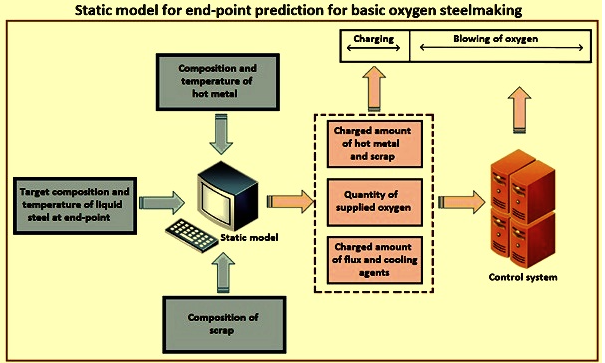 Static model for end-point prediction for basic oxygen steelmaking
Charging
Blowing of oxygen
Composition and
temperature of
hot metal
Charged amount
of hot metal
and scrap
Target composition and
temperature of liquid
steel at end-point
Quantity of
supplied oxygen
Static model
Charged amount
of flux and cooling
agents
Control system
Composition of
scrap